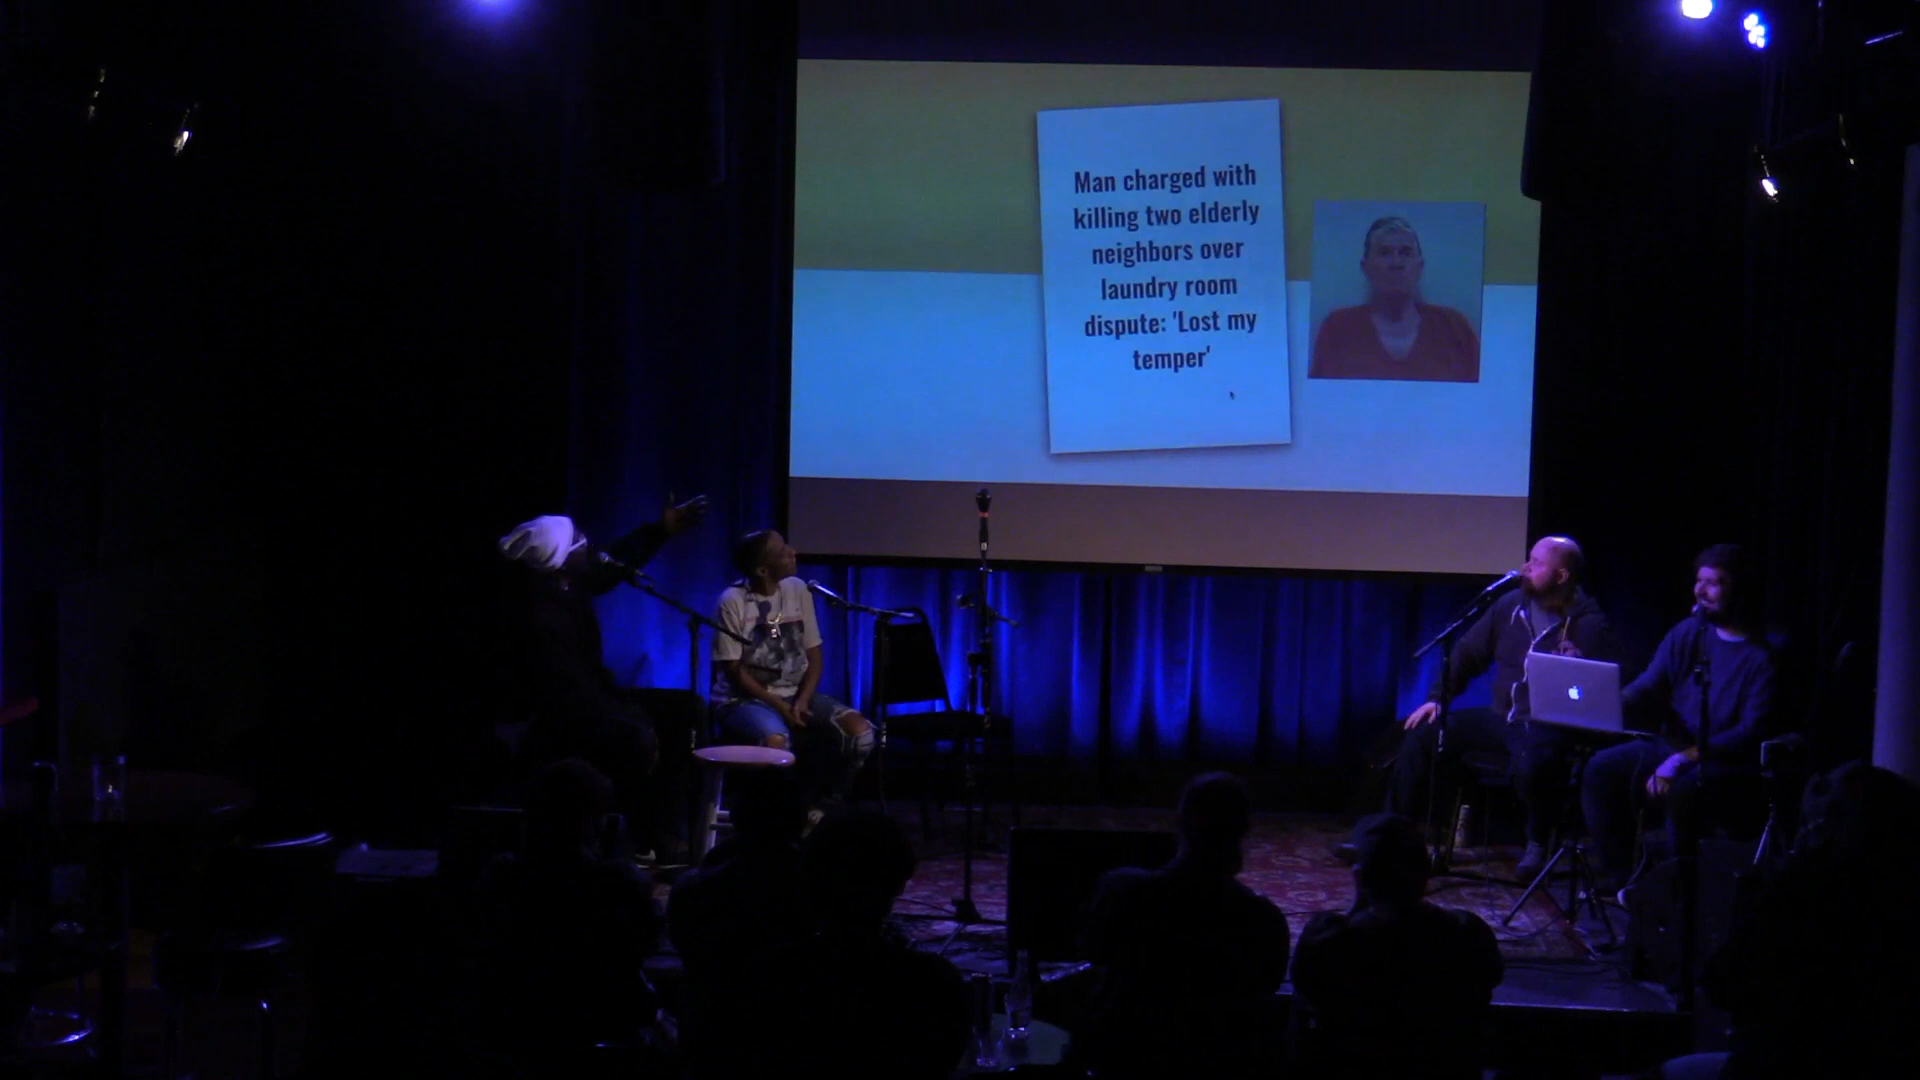 Man charged with
killing two elderly
neighbors over
laundry room
dispute: 'Lost my
temper'